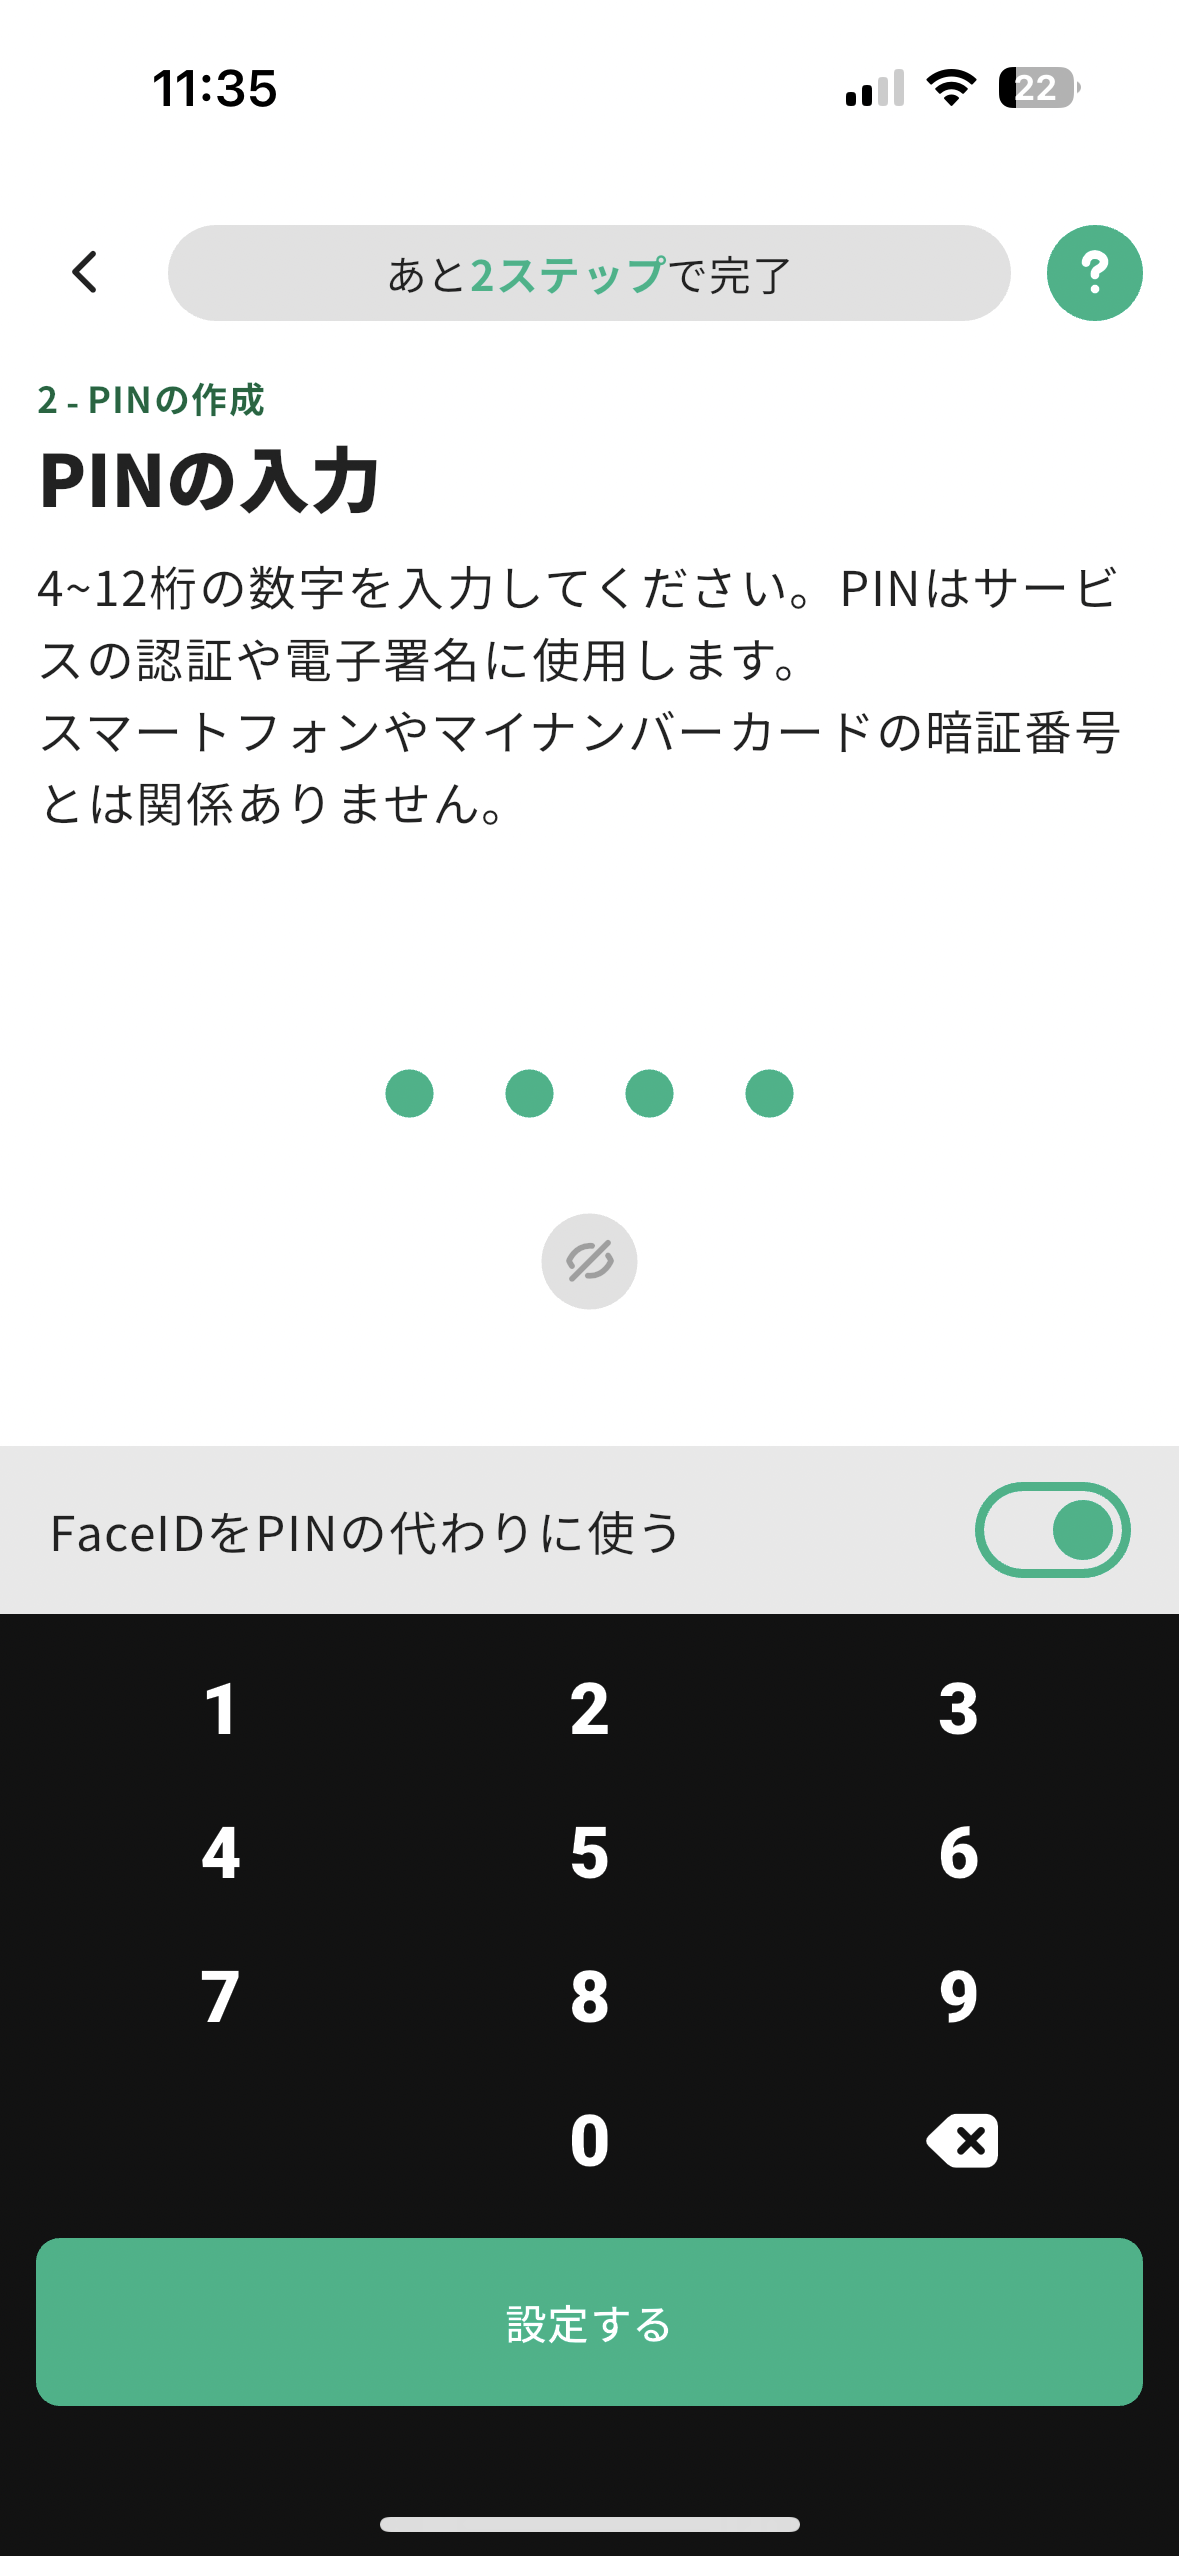 11:35
22
あと2ステップで完了
?
2 - PINの作成
PINの入力
4~12桁の数字を入力してください。PINはサービ
スの認証や電子署名に使用します。
スマートフォンやマイナンバーカードの暗証番号
とは関係ありません。
FaceIDをPINの代わりに使う
1 2 3
4 5 6
7 8 9
0
設定する